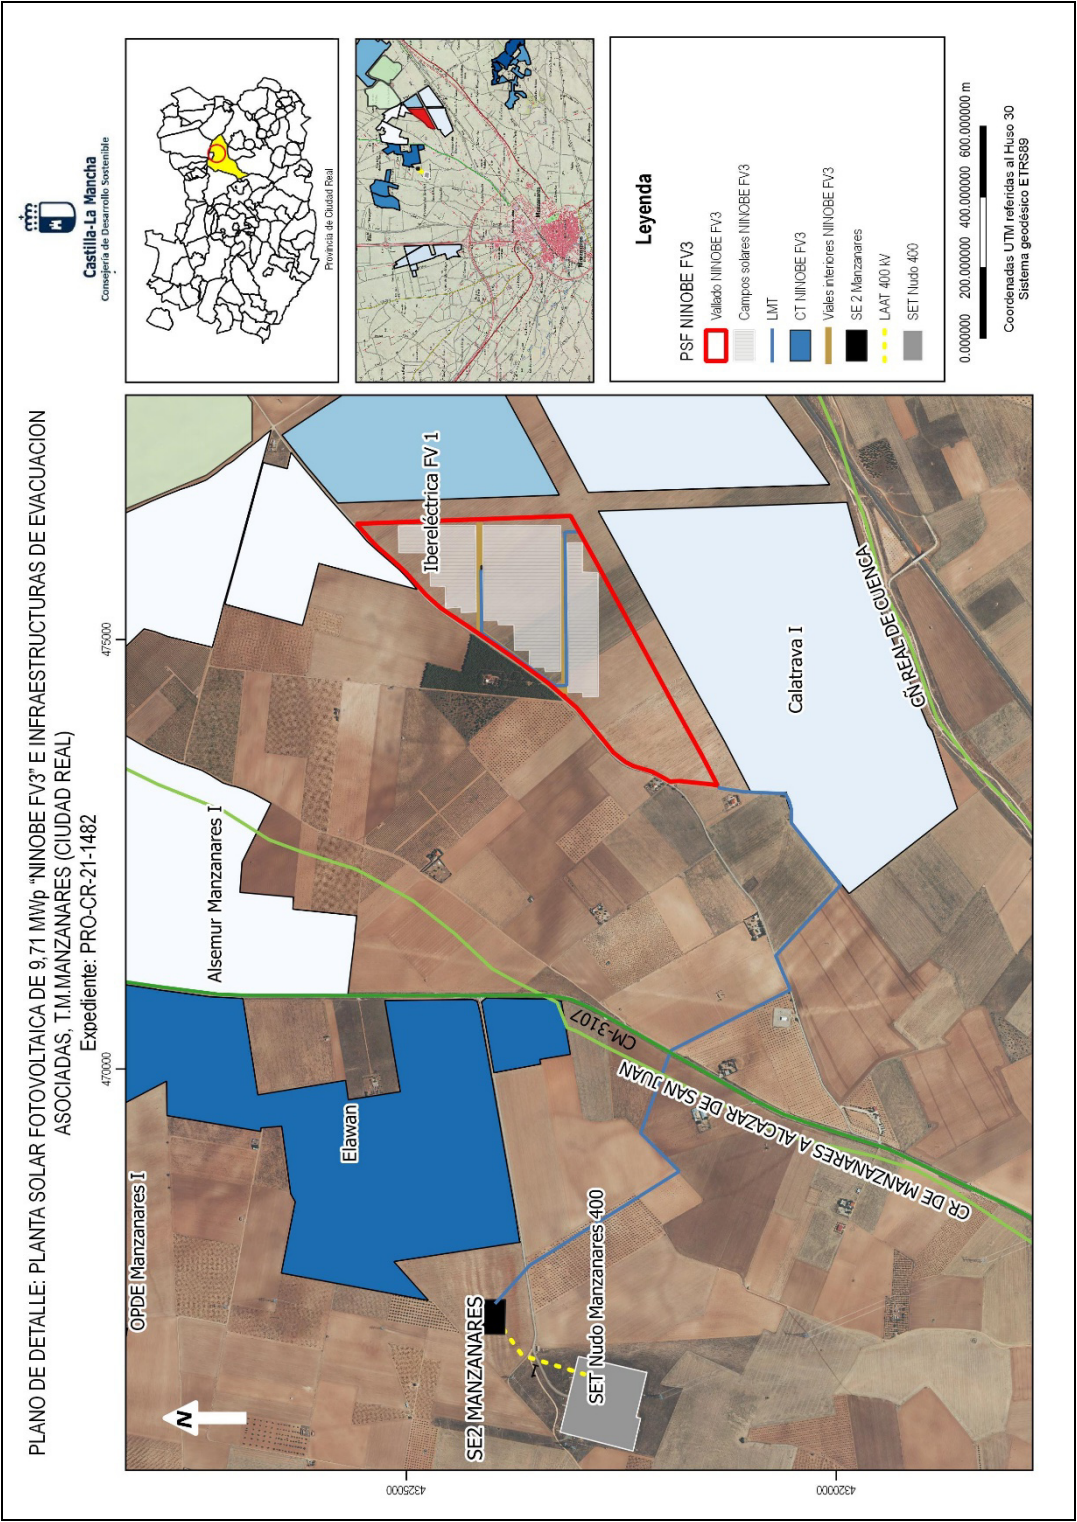 PLANO DE DETALLE: PLANTA SOLAR FOTOVOLTAICA DE 9,71 MWp "NINOBE FV3" E INFRAESTRUCTURAS DE EVACUACION
ASOCIADAS, T.M.MANZANARES (CIUDAD REAL)
Expediente: PRO-CR-21-1482
Castilla-La Mancha
Consejería de Desarrollo Sostenible
Provincia de Ciudad Real
470000
475000
4325000
4320000
N
OPDE Manzanares I
Elawan
Alsemur Manzanares I
Ibereléctrica FV 1
SE2 MANZANARES
SET Nudo Manzanares 400
CM-3107
CR DE MANZANARES A ALCAZAR DE SAN JUAN
Calatrava I
CÑ REAL DE CUENCA
Leyenda
PSF NINOBE FV3
Vallado NINOBE FV3
Campos solares NINOBE FV3
LMT
CT NINOBE FV3
Viales interiores NINOBE FV3
SE 2 Manzanares
LAAT 400 kV
SET Nudo 400
0.000000 200.000000 400.000000 600.000000 m
Coordenadas UTM referidas al Huso 30
Sistema geodésico ETRS89